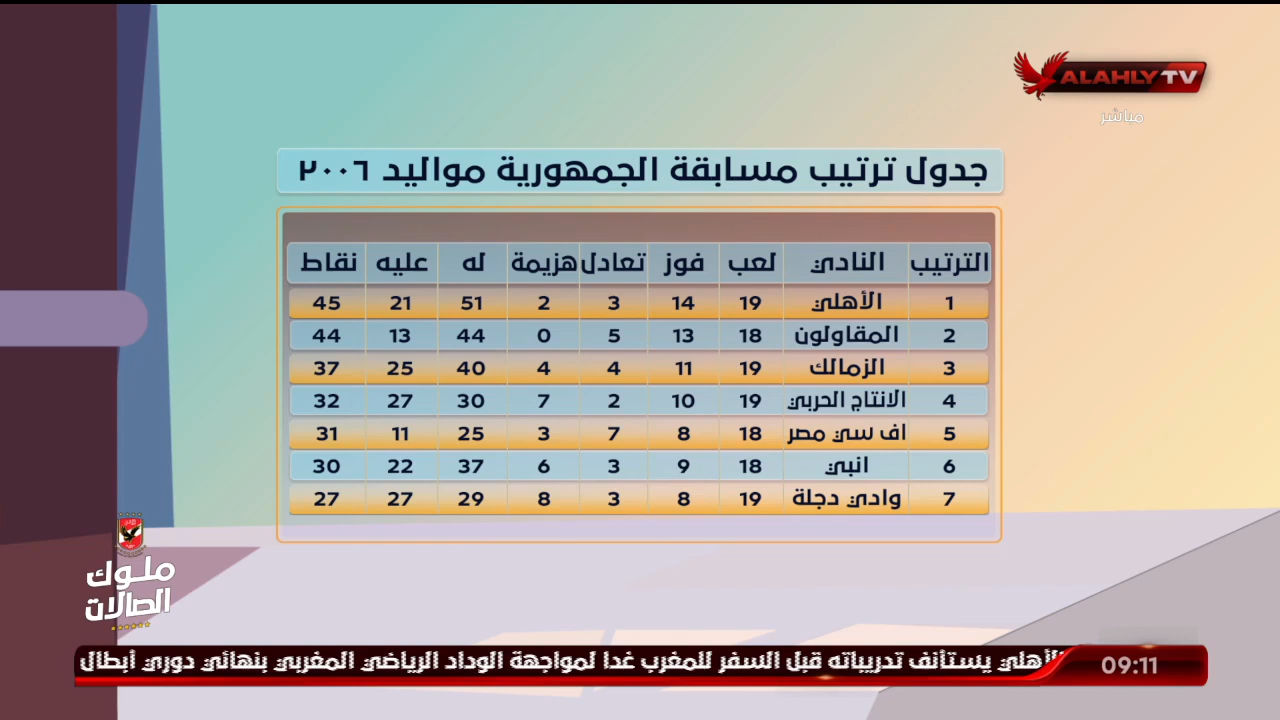 ALAHLY TV
مباشر
جدول ترتيب مسابقة الجمهورية مواليد ٢٠٠٦
الترتيب النادي لعب فوز تعادل هزيمة له عليه نقاط
1 الأهلي 19 14 3 2 51 21 45
2 المقاولون 18 13 5 0 44 13 44
3 الزمالك 19 11 4 4 40 25 37
4 الانتاج الحربي 19 10 2 7 30 27 32
5 اف سي مصر 18 8 7 3 25 11 31
6 انبي 18 9 3 6 37 22 30
7 وادي دجلة 19 8 3 8 29 27 27
ملوك
الصالات
الأهلي يستأنف تدريباته قبل السفر للمغرب غدا لمواجهة الوداد الرياضي المغربي بنهائي دوري أبطال
09:11